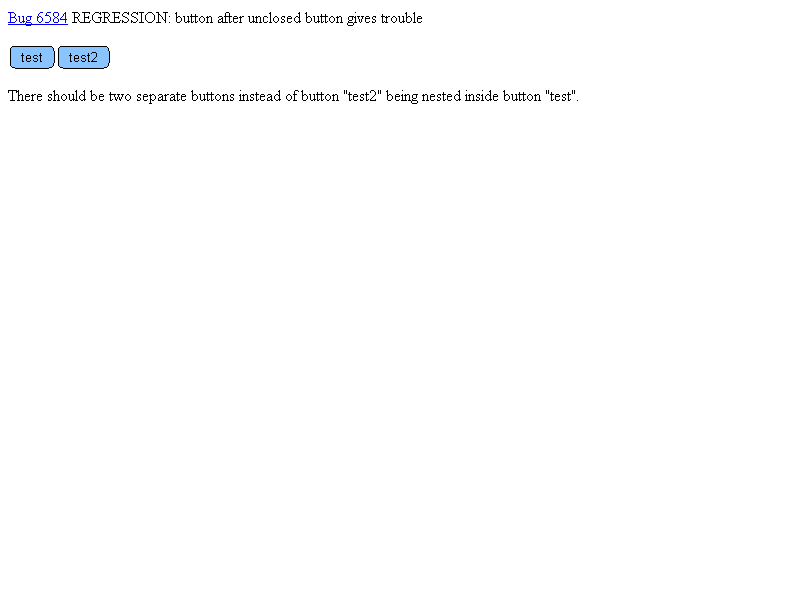 Bug 6584 REGRESSION: button after unclosed button gives trouble
test test2
There should be two separate buttons instead of button "test2" being nested inside button "test".